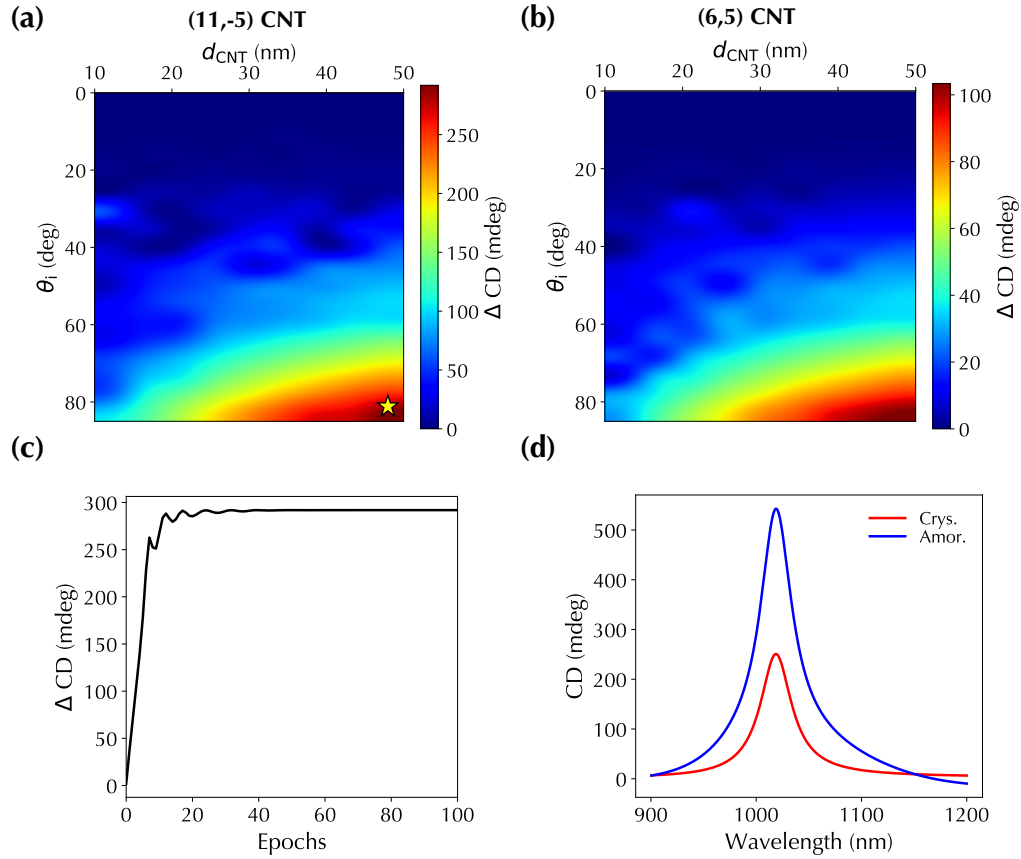 (a)
(11,-5) CNT
d_CNT (nm)
10 20 30 40 50
0
20
40
60
80
θ_i (deg)
250
200
150
100
50
0
Δ CD (mdeg)
(b)
(6,5) CNT
d_CNT (nm)
10 20 30 40 50
0
20
40
60
80
θ_i (deg)
100
80
60
40
20
0
Δ CD (mdeg)
(c)
300
250
200
150
100
50
0
Δ CD (mdeg)
0 20 40 60 80 100
Epochs
(d)
500
400
300
200
100
0
CD (mdeg)
Crys.
Amor.
900 1000 1100 1200
Wavelength (nm)